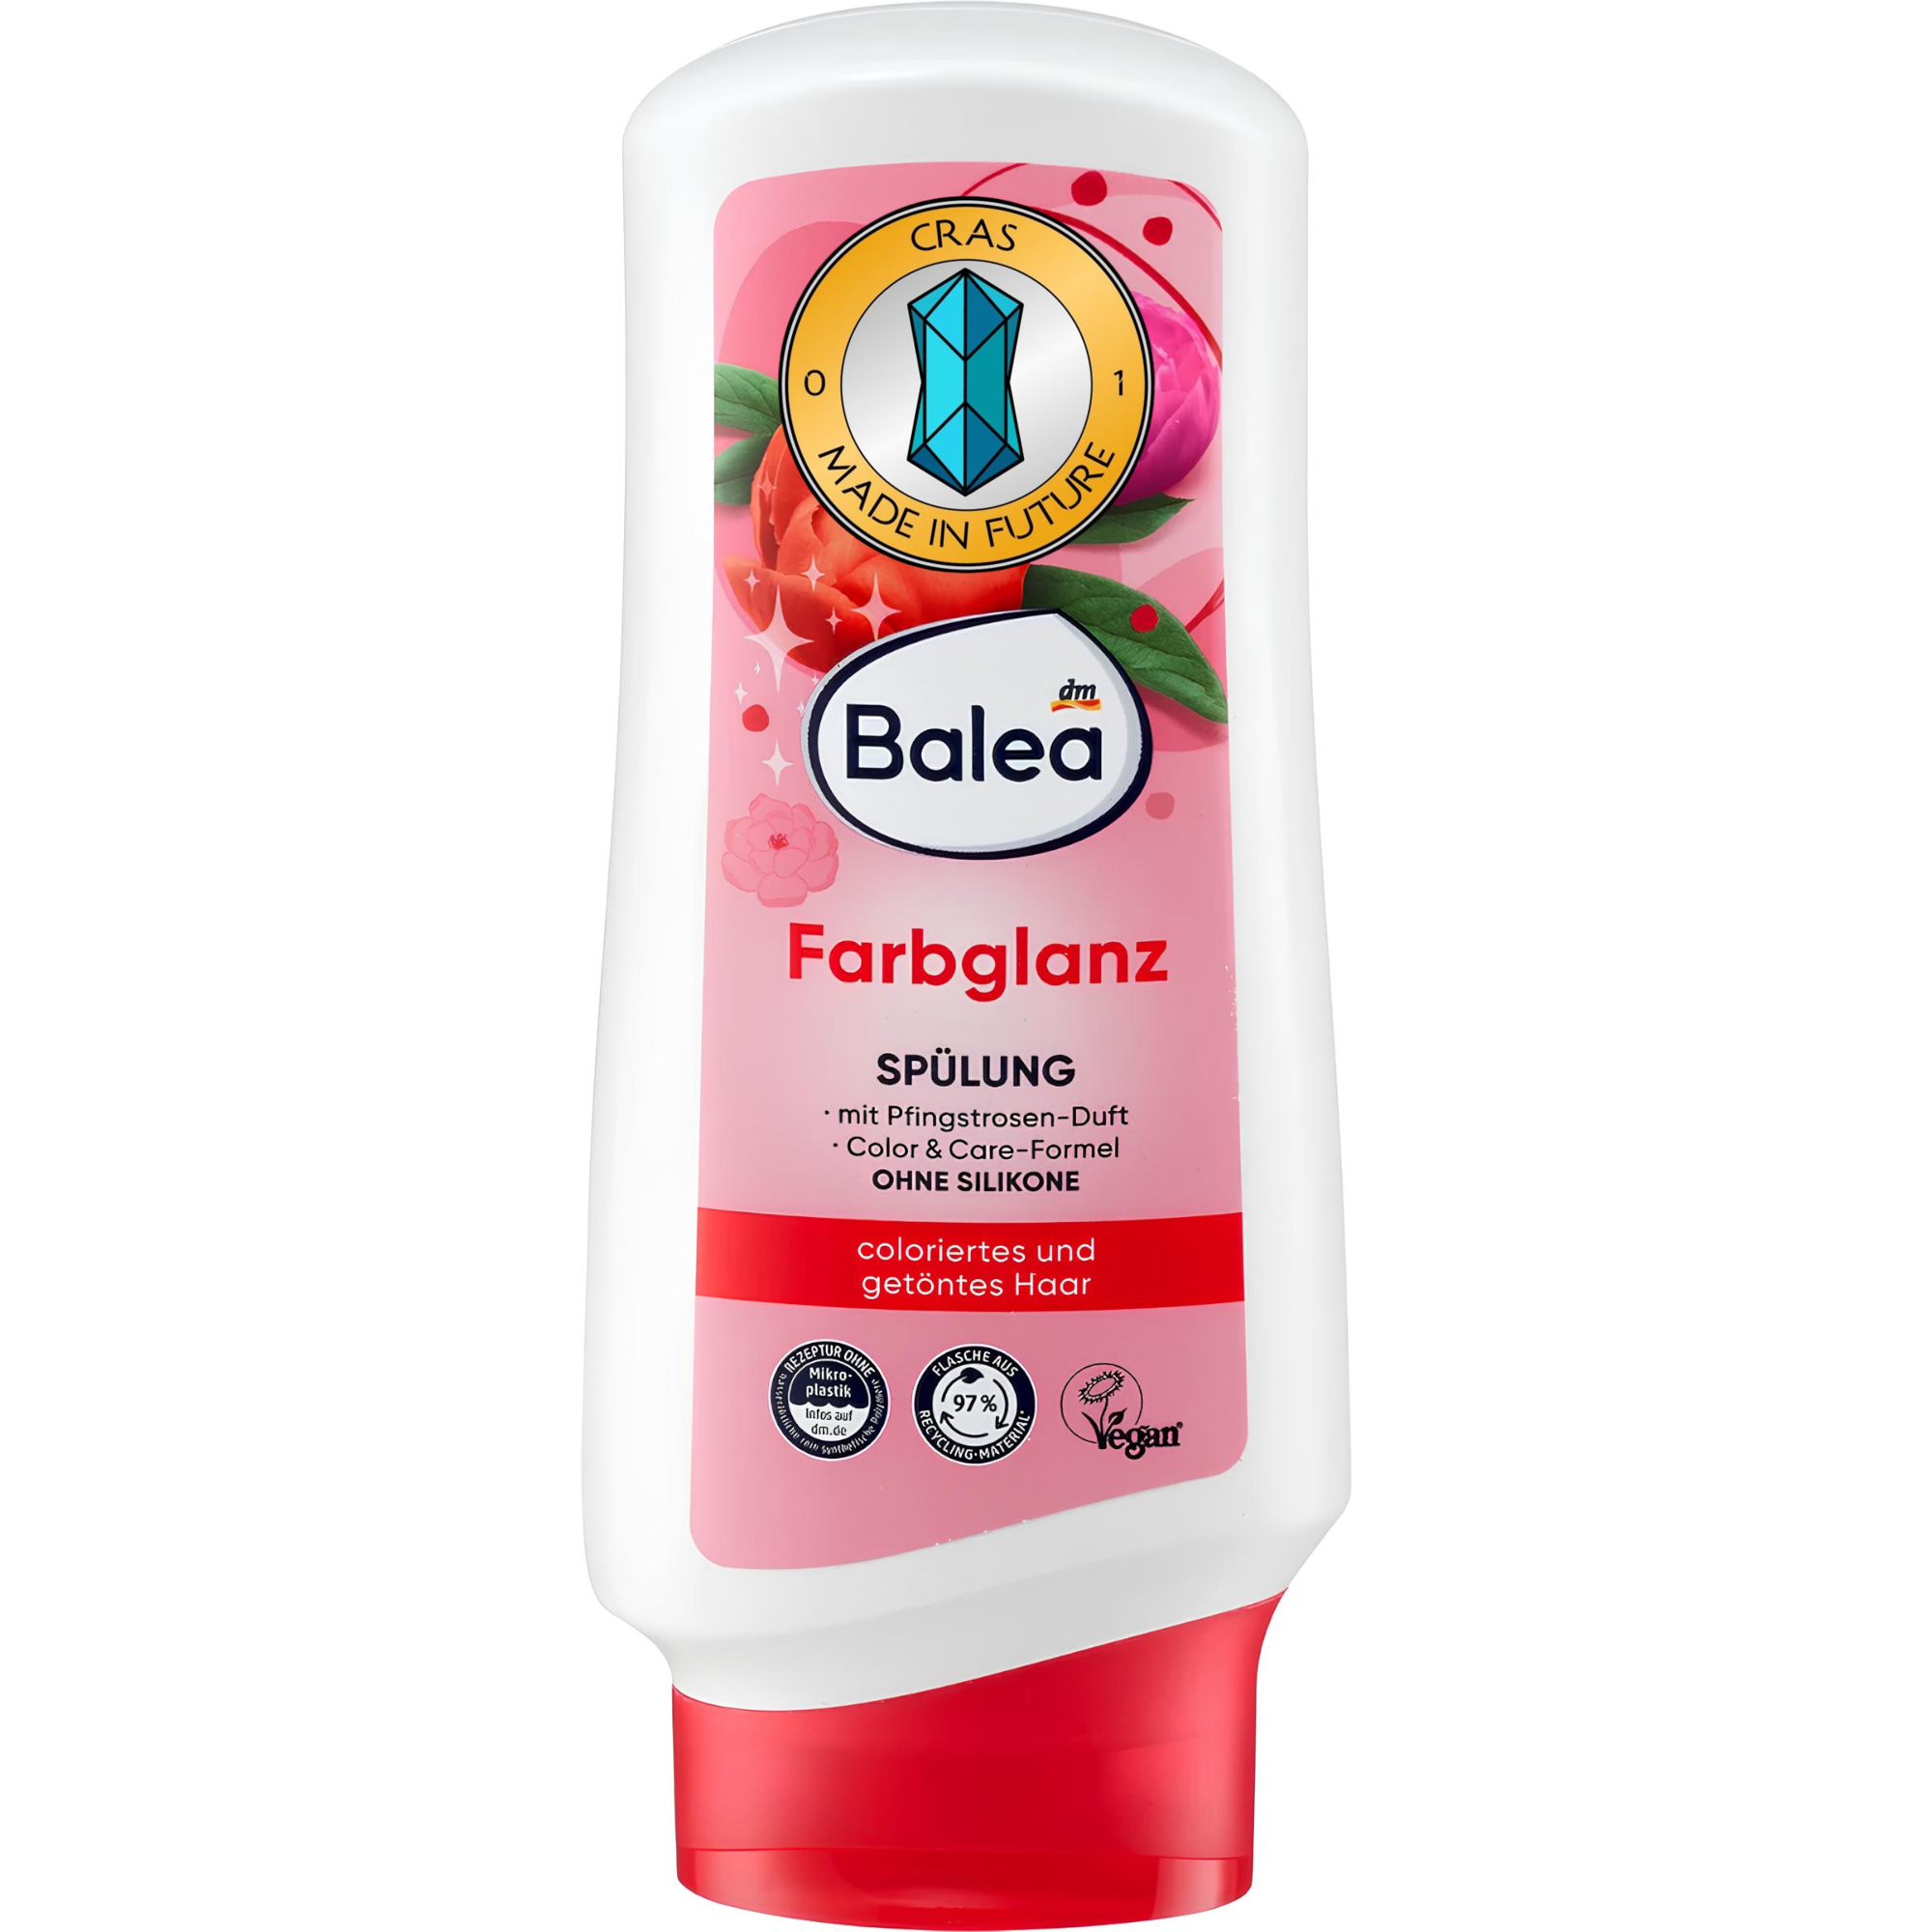 CRAS
0 1
MADE IN FUTURE
dm
Balea
Farbglanz
SPÜLUNG
· mit Pfingstrosen-Duft
· Color & Care-Formel
OHNE SILIKONE
coloriertes und
getöntes Haar
REZEPTUR OHNE
Mikro-
plastik
Infos auf
dm.de
FLASCHE AUS
97 %
RECYCLING-MATERIAL
Vegan